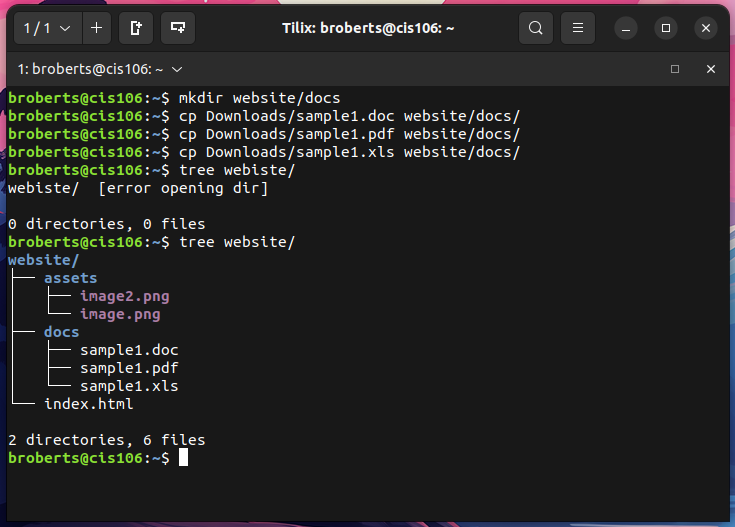 1 / 1
Tilix: broberts@cis106: ~
1: broberts@cis106: ~
broberts@cis106:~$ mkdir website/docs
broberts@cis106:~$ cp Downloads/sample1.doc website/docs/
broberts@cis106:~$ cp Downloads/sample1.pdf website/docs/
broberts@cis106:~$ cp Downloads/sample1.xls website/docs/
broberts@cis106:~$ tree webiste/
webiste/  [error opening dir]

0 directories, 0 files
broberts@cis106:~$ tree website/
website/
├── assets
│   ├── image2.png
│   └── image.png
├── docs
│   ├── sample1.doc
│   ├── sample1.pdf
│   └── sample1.xls
└── index.html

2 directories, 6 files
broberts@cis106:~$